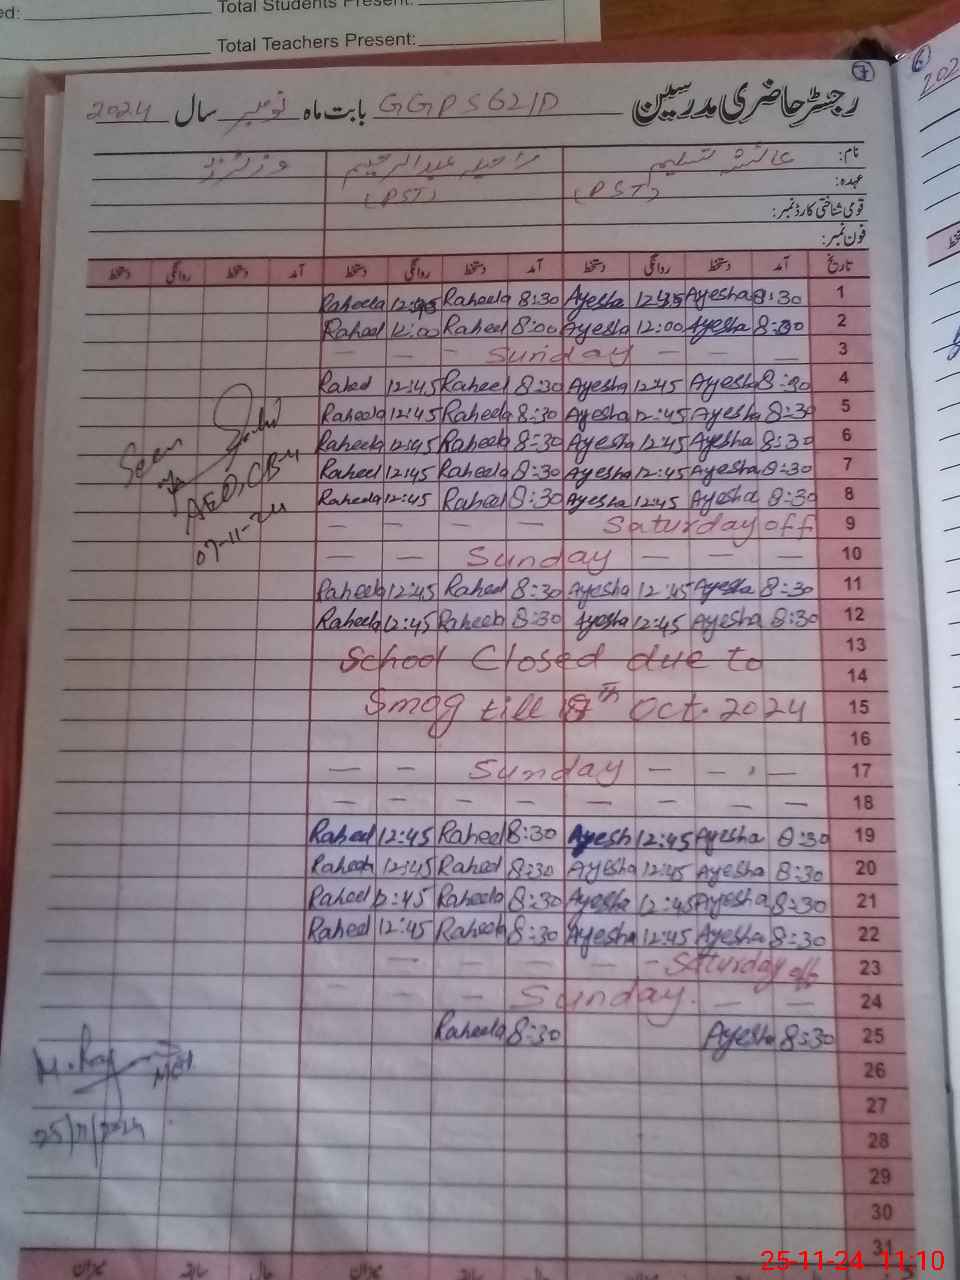 Total Students Present:
Total Teachers Present:
7
رجسٹر حاضری مدرسین GGPS 62/D بابت ماہ نومبر سال 2024
نام: عائشہ تسلیم راحیلہ عبدالرحیم وزیٹرز
عہدہ: (PST) (PST)
قومی شناختی کارڈ نمبر:
فون نمبر:
تاریخ آمد دستخط روانگی دستخط آمد دستخط روانگی دستخط آمد دستخط روانگی دستخط
Raheela 12:45 Raheela 8:30 Ayesha 12:45 Ayesha 8:30 1
Raheel 12:00 Raheel 8:00 Ayesha 12:00 Ayesha 8:00 2
— — — Sunday — — — 3
Raheel 12:45 Raheel 8:30 Ayesha 12:45 Ayesha 8:30 4
Raheela 12:45 Raheela 8:30 Ayesha 12:45 Ayesha 8:30 5
Raheela 12:45 Raheela 8:30 Ayesha 12:45 Ayesha 8:30 6
Raheel 12:45 Raheela 8:30 Ayesha 12:45 Ayesha 8:30 7
Raheela 12:45 Raheel 8:30 Ayesha 12:45 Ayesha 8:30 8
— — — — Saturday off 9
— — Sunday — — — 10
Raheela 12:45 Raheel 8:30 Ayesha 12:45 Ayesha 8:30 11
Raheela 12:45 Raheela 8:30 Ayesha 12:45 Ayesha 8:30 12
School Closed due to 13
14
Smog till 18th Oct. 2024 15
16
— — Sunday — — — 17
— — — — — — — — 18
Raheel 12:45 Raheel 8:30 Ayesh 12:45 Ayesha 8:30 19
Raheela 12:45 Raheel 8:30 Ayesha 12:45 Ayesha 8:30 20
Raheel 12:45 Raheela 8:30 Ayesha 12:45 Ayesha 8:30 21
Raheel 12:45 Raheela 8:30 Ayesha 12:45 Ayesha 8:30 22
— — — — — Saturday off 23
— — — Sunday. — — 24
Raheela 8:30 Ayesha 8:30 25
26
27
28
29
30
31
Seen
AEO, CB
07-11-24
25/11/2024
25-11-24 11:10